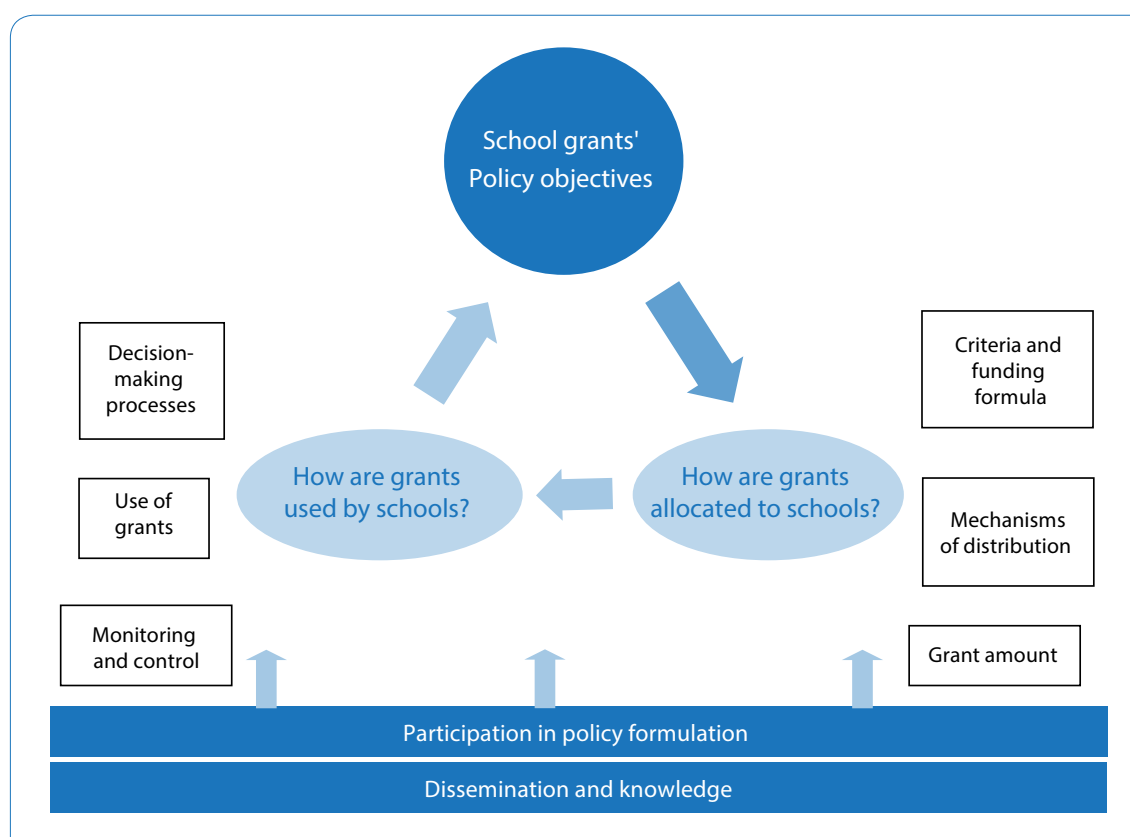 School grants'
Policy objectives
Decision-
making
processes
Criteria and
funding
formula
How are grants
used by schools?
How are grants
allocated to schools?
Use of
grants
Mechanisms
of distribution
Monitoring
and control
Grant amount
Participation in policy formulation
Dissemination and knowledge